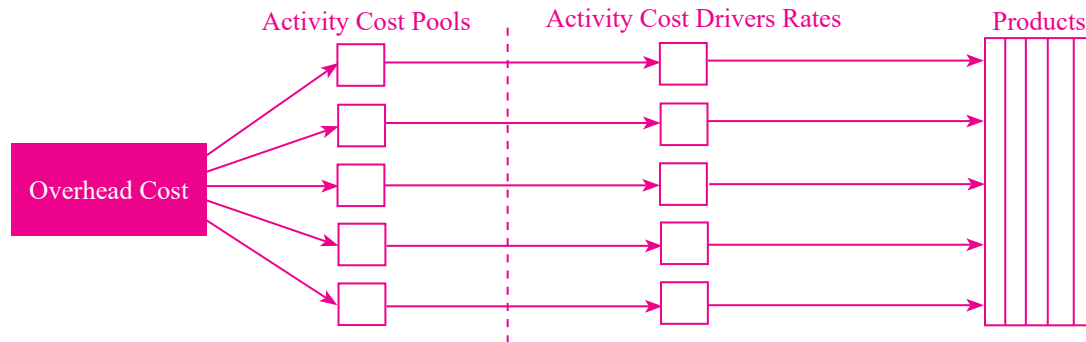 Activity Cost Pools
Activity Cost Drivers Rates
Products
Overhead Cost